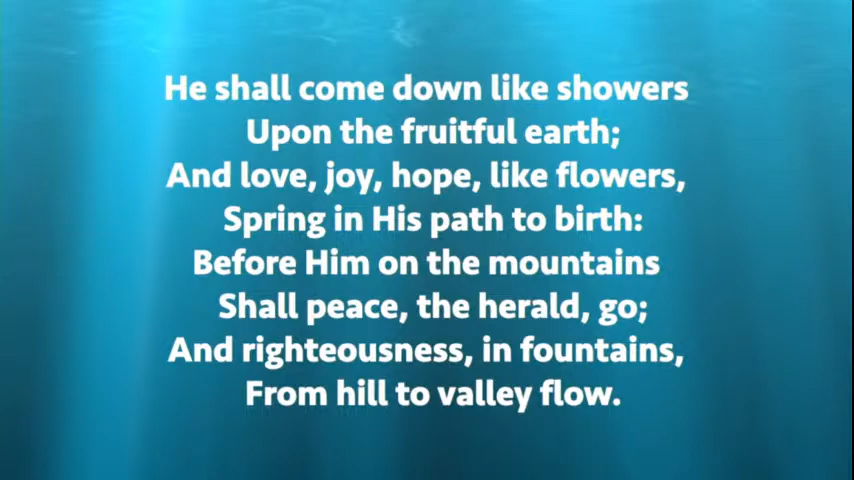 He shall come down like showers
Upon the fruitful earth;
And love, joy, hope, like flowers,
Spring in His path to birth:
Before Him on the mountains
Shall peace, the herald, go;
And righteousness, in fountains,
From hill to valley flow.